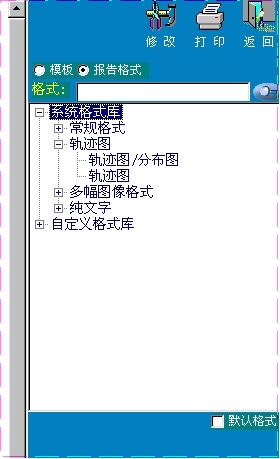 修 改 打 印 返 回
模板 报告格式
格式:
系统格式库
常规格式
轨迹图
轨迹图/分布图
轨迹图
多幅图像格式
纯文字
自定义格式库
默认格式